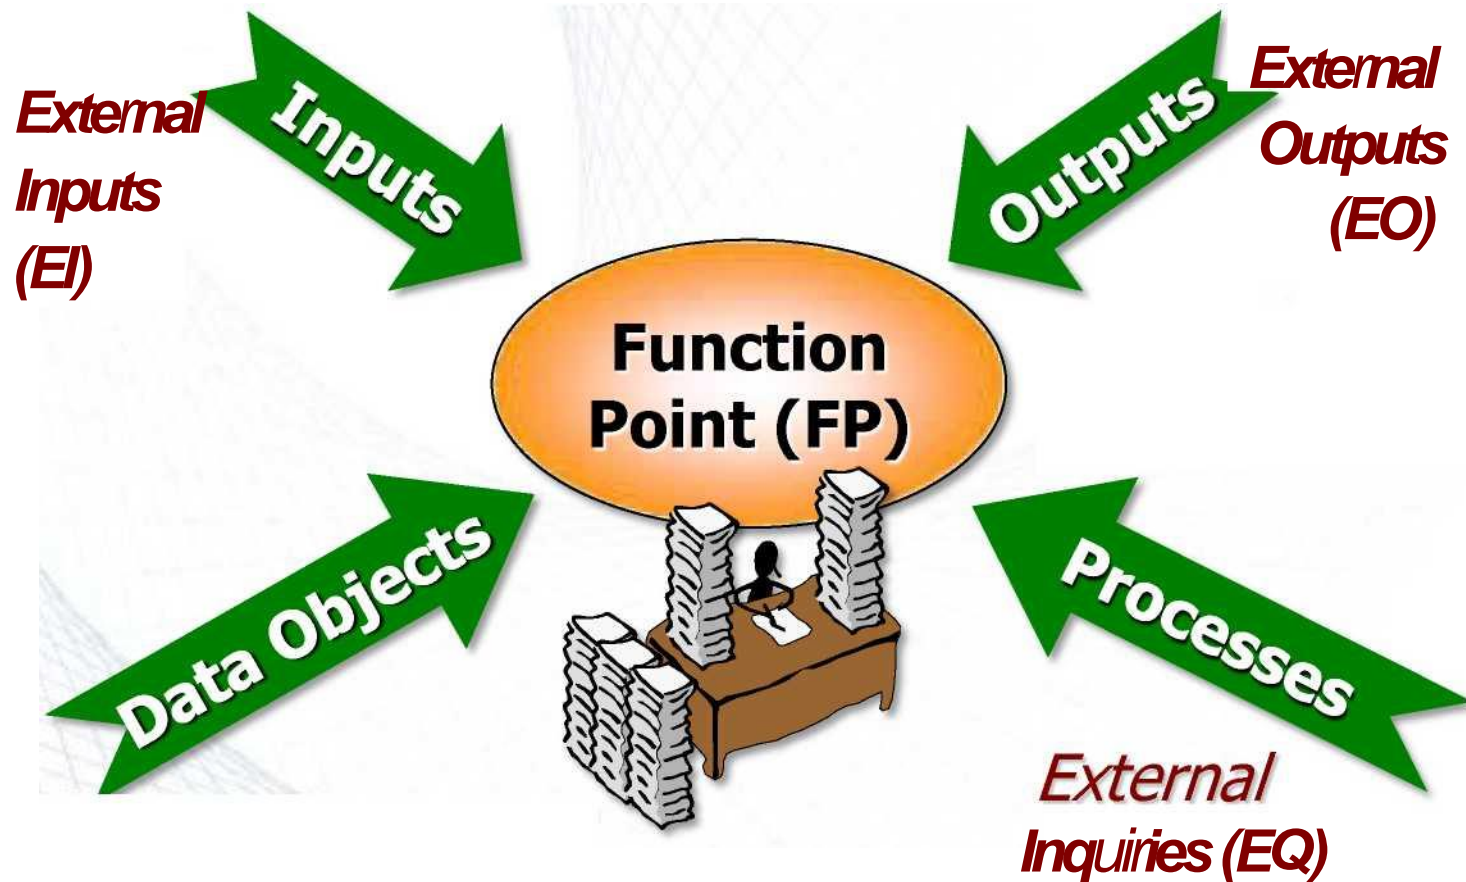 External
Inputs
(EI)
Inputs
Outputs
External
Outputs
(EO)
Function
Point (FP)
Data Objects
Processes
External
Inquiries (EQ)